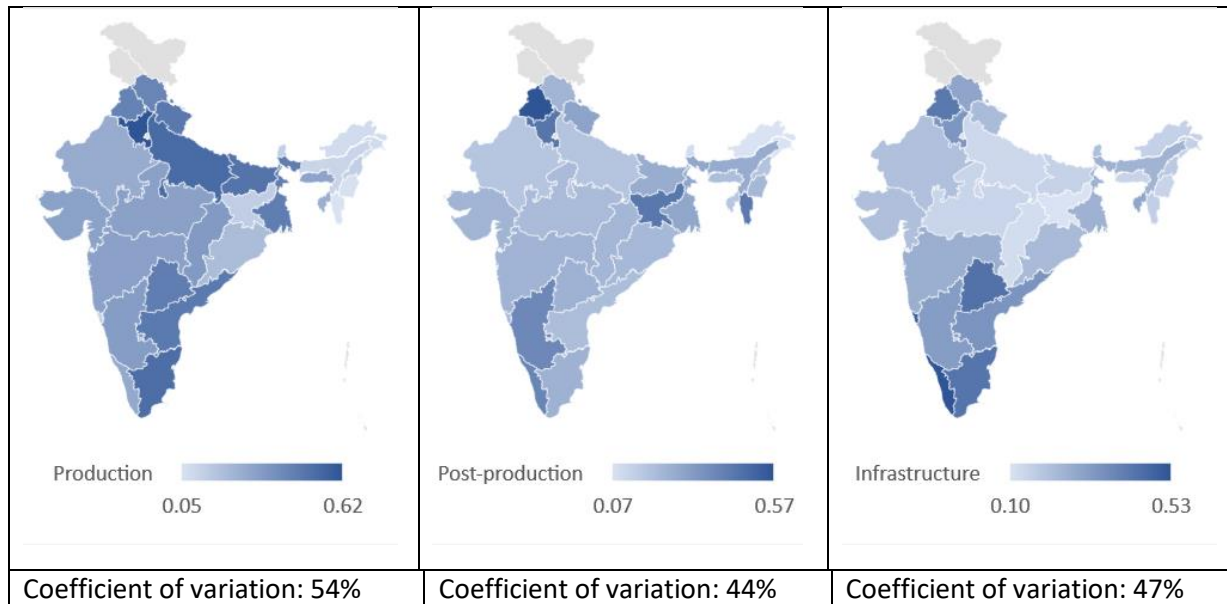 Production
0.05 0.62
Post-production
0.07 0.57
Infrastructure
0.10 0.53
Coefficient of variation: 54%
Coefficient of variation: 44%
Coefficient of variation: 47%